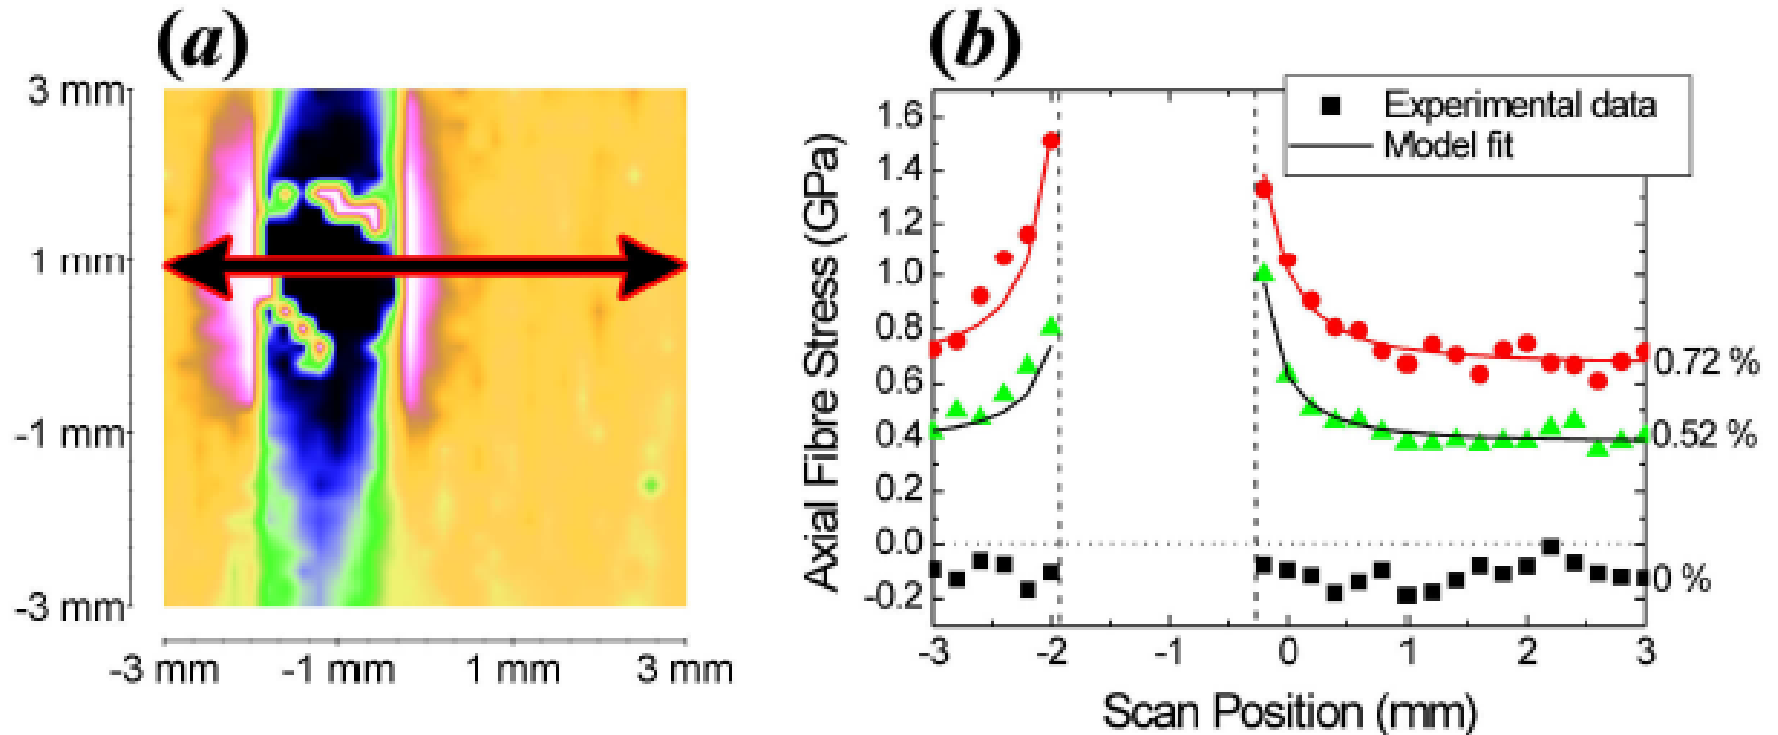 (a)
3 mm
1 mm
-1 mm
-3 mm
-3 mm -1 mm 1 mm 3 mm
(b)
Experimental data
Model fit
Axial Fibre Stress (GPa)
1.6
1.4
1.2
1.0
0.8
0.6
0.4
0.2
0.0
-0.2
0.72 %
0.52 %
0 %
-3 -2 -1 0 1 2 3
Scan Position (mm)